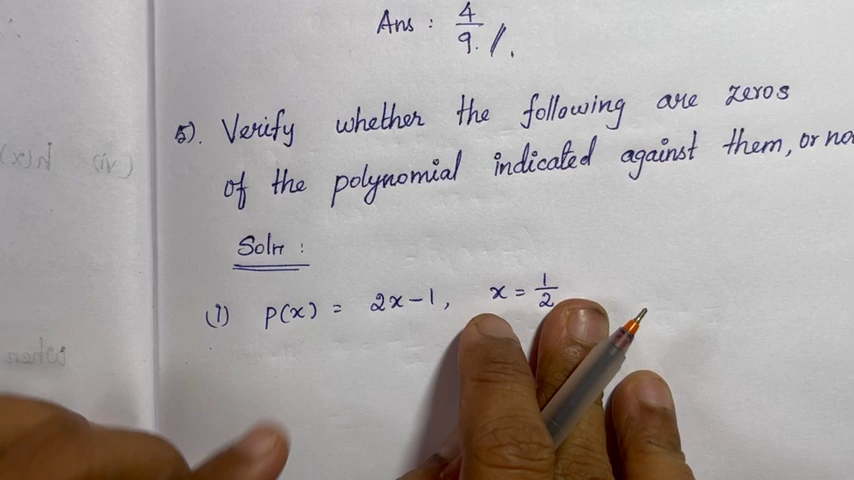 Ans : 4/9 //.
5). Verify whether the following are zeros
of the polynomial indicated against them, or no
Soln :
(i) P(x) = 2x-1, x = 1/2